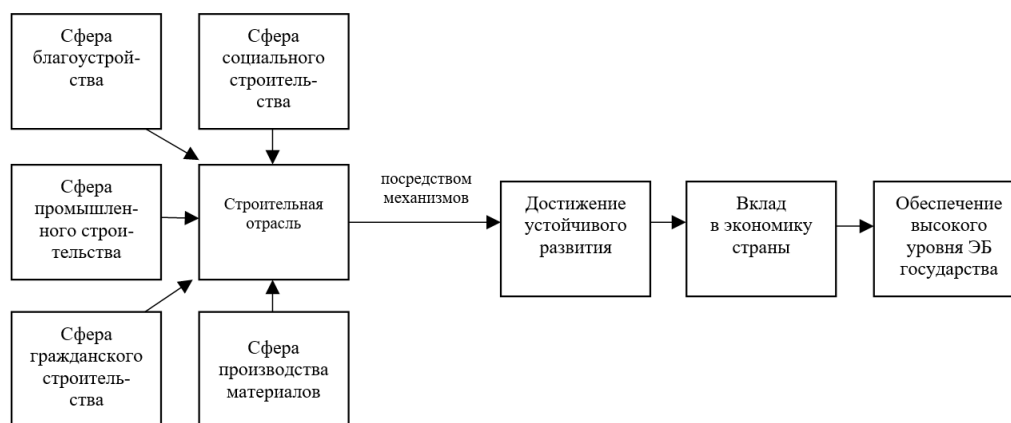 Сфера
благоустрой-
ства
Сфера
социального
строитель-
ства
Сфера
промышлен-
ного строи-
тельства
Строительная
отрасль
посредством
механизмов
Достижение
устойчивого
развития
Вклад
в экономику
страны
Обеспечение
высокого
уровня ЭБ
государства
Сфера
гражданского
строитель-
ства
Сфера
производства
материалов